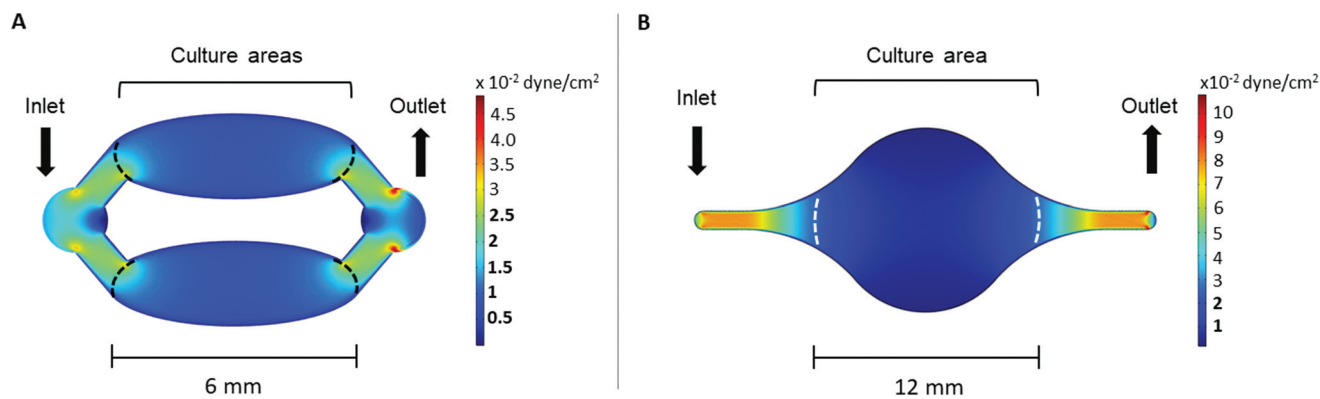 A
Culture areas
Inlet
Outlet
x 10-2 dyne/cm2
4.5
4.0
3.5
3
2.5
2
1.5
1
0.5
6 mm
B
Culture area
Inlet
Outlet
x10-2 dyne/cm2
10
9
8
7
6
5
4
3
2
1
12 mm